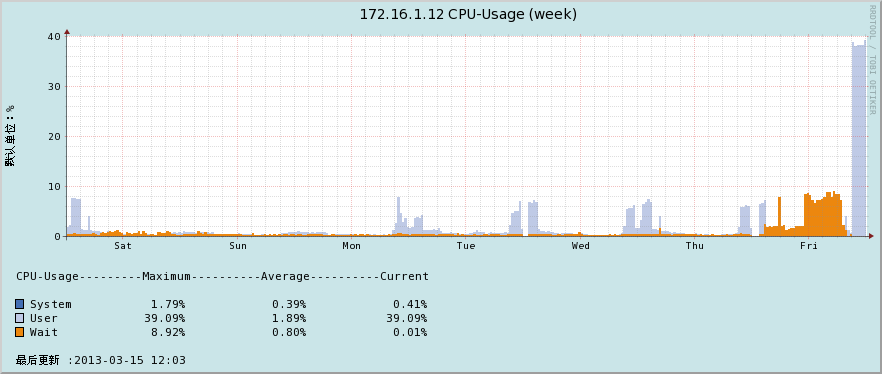 172.16.1.12 CPU-Usage (week)
RRDTOOL / TOBI OETIKER
默认单位: %
40
30
20
10
0
Sat Sun Mon Tue Wed Thu Fri
CPU-Usage---------Maximum----------Average----------Current
System 1.79% 0.39% 0.41%
User 39.09% 1.89% 39.09%
Wait 8.92% 0.80% 0.01%
最后更新 :2013-03-15 12:03